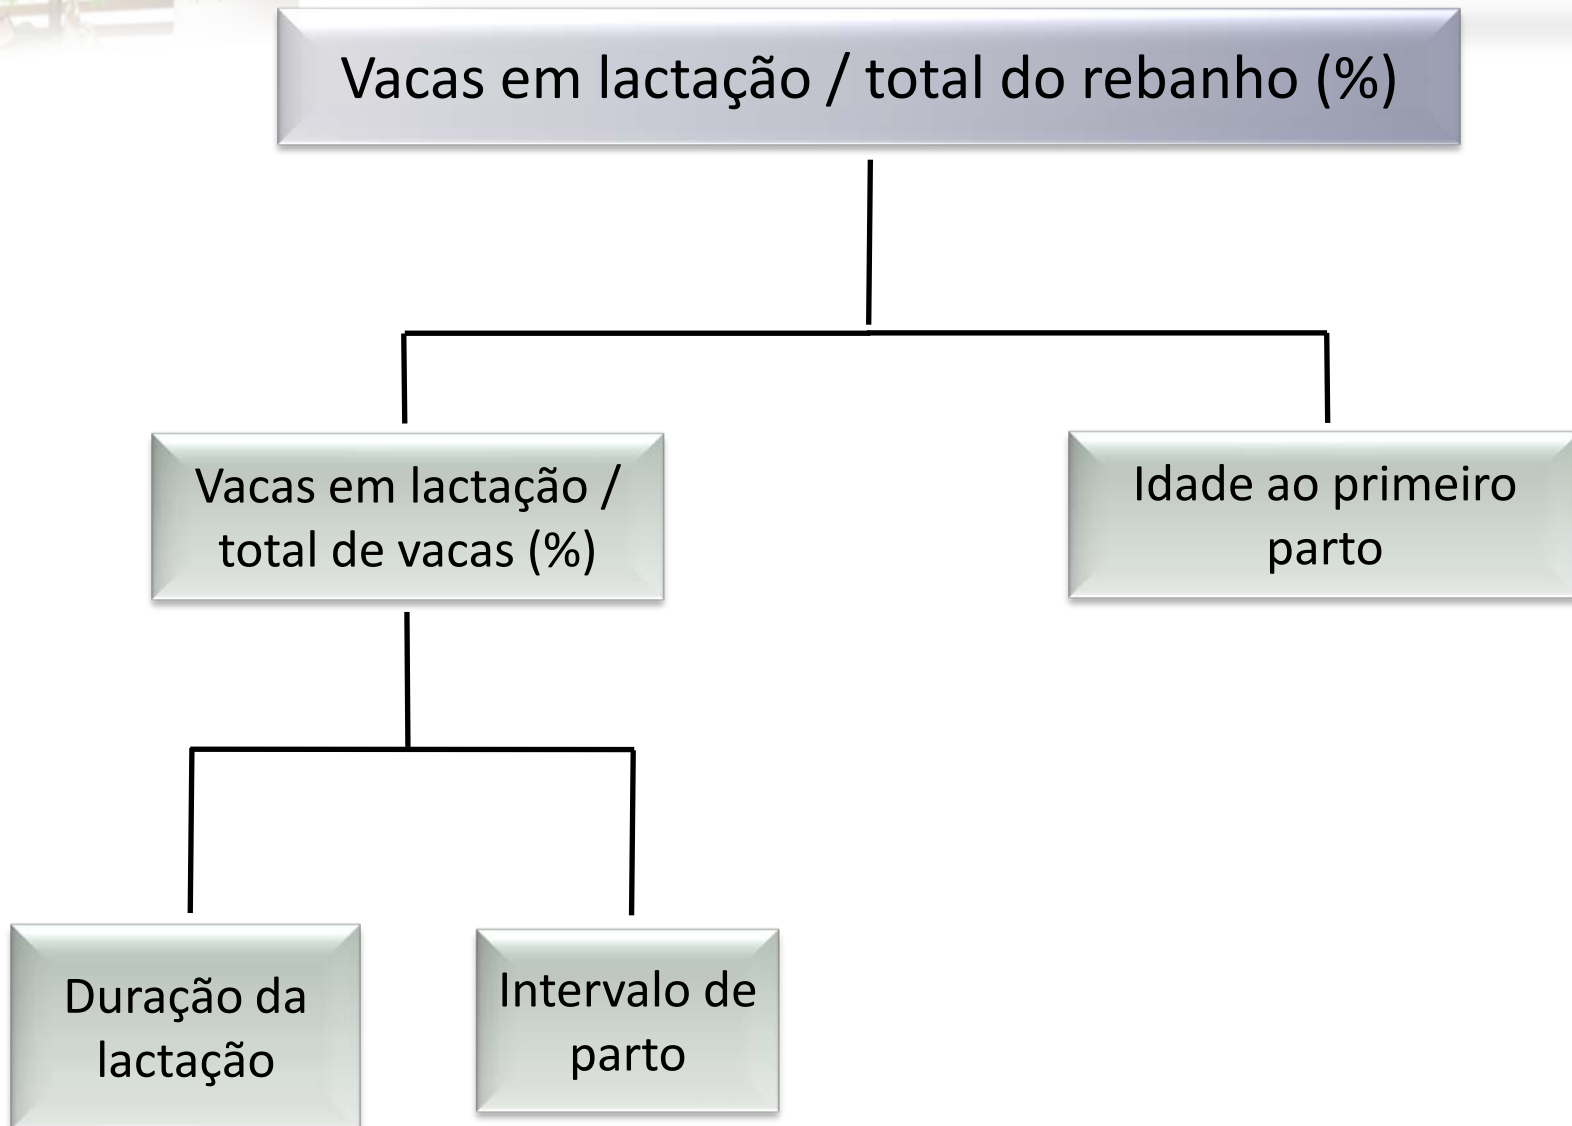 Vacas em lactação / total do rebanho (%)
Vacas em lactação /
total de vacas (%)
Idade ao primeiro
parto
Duração da
lactação
Intervalo de
parto